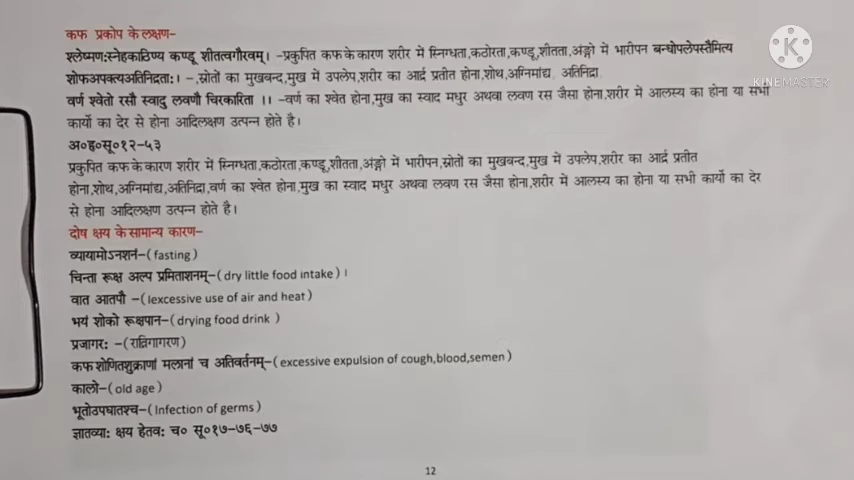 कफ प्रकोप के लक्षण–
श्लेष्मण:स्नेहकाठिण्य कण्डू शीतत्वगौरवम्। –प्रकुपित कफ के कारण शरीर में स्निग्धता,कठोरता,कण्डू,शीतता,अंङ्गो में भारीपन बन्धोपलेपस्तैमित्य
शोफअपक्त्यअतिनिद्रता:। –,स्रोतों का मुखबन्द,मुख में उपलेप,शरीर का आर्द्र प्रतीत होना,शोथ,अग्निमांद्य, अतिनिद्रा,
वर्ण श्वेतो रसौ स्वादु लवणौ चिरकारिता ।। –वर्ण का श्वेत होना,मुख का स्वाद मधुर अथवा लवण रस जैसा होना,शरीर में आलस्य का होना या सभी
कार्यो का देर से होना आदिलक्षण उत्पन्न होते है।
अ०हृ०सू०१२–५३
प्रकुपित कफ के कारण शरीर में स्निग्धता,कठोरता,कण्डू,शीतता,अंङ्गो में भारीपन,स्रोतों का मुखबन्द,मुख में उपलेप,शरीर का आर्द्र प्रतीत
होना,शोथ,अग्निमांद्य,अतिनिद्रा,वर्ण का श्वेत होना,मुख का स्वाद मधुर अथवा लवण रस जैसा होना,शरीर में आलस्य का होना या सभी कार्यो का देर
से होना आदिलक्षण उत्पन्न होते है।
दोष क्षय के सामान्य कारण–
व्यायामोऽनशनं–(fasting)
चिन्ता रूक्ष अल्प प्रमिताशनम्–(dry little food intake)।
वात आतपौ –(lexcessive use of air and heat)
भयं शोको रूक्षपान–(drying food drink)
प्रजागर: –(रात्रिगागरण)
कफ शोणितशुक्राणां मलानां च अतिवर्तनम्–(excessive expulsion of cough,blood,semen)
कालो–(old age)
भूतोउपघातश्च–(Infection of germs)
ज्ञातव्या: क्षय हेतव: च० सू०१७–७६–७७
12
KINEMASTER